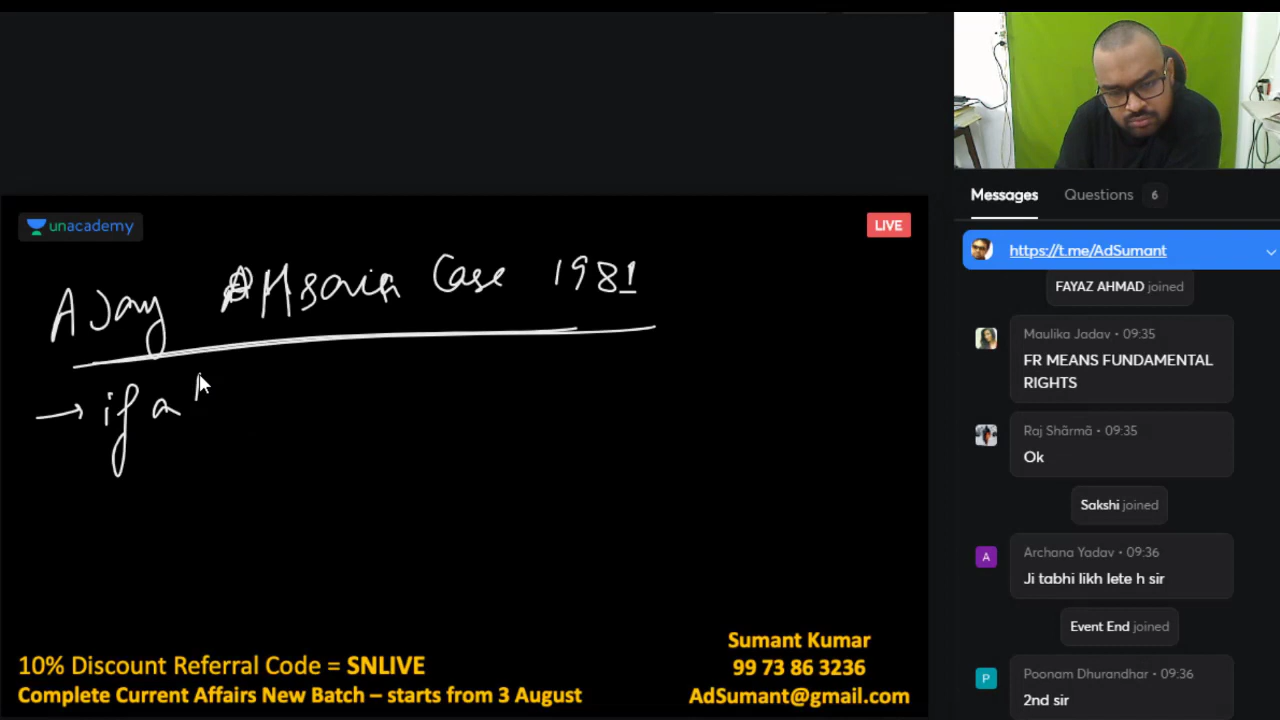 unacademy
LIVE
AJay Hsain Case 1981
→ if a
10% Discount Referral Code = SNLIVE
Complete Current Affairs New Batch – starts from 3 August
Sumant Kumar
99 73 86 3236
AdSumant@gmail.com
Messages Questions 6
https://t.me/AdSumant
FAYAZ AHMAD joined
Maulika Jadav • 09:35
FR MEANS FUNDAMENTAL
RIGHTS
Raj Shãrmã • 09:35
Ok
Sakshi joined
A
Archana Yadav • 09:36
Ji tabhi likh lete h sir
Event End joined
P
Poonam Dhurandhar • 09:36
2nd sir